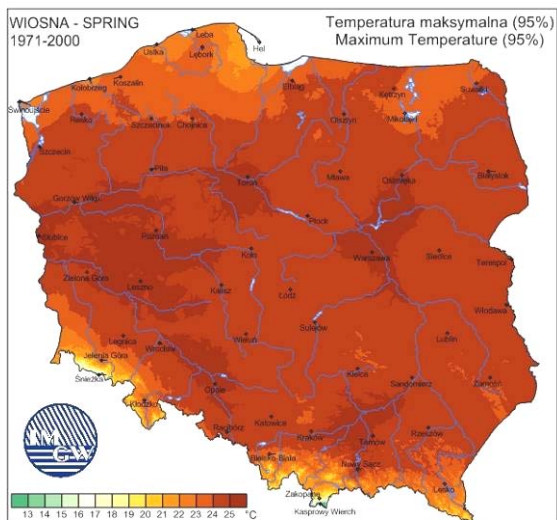 WIOSNA - SPRING
1971-2000
Temperatura maksymalna (95%)
Maximum Temperature (95%)
Łeba
Ustka
Lębork
Hel
Kołobrzeg
Koszalin
Elbląg
Kętrzyn
Suwałki
Świnoujście
Resko
Szczecinek
Chojnice
Olsztyn
Mikołajki
Szczecin
Piła
Toruń
Mława
Ostrołęka
Białystok
Gorzów Wlkp.
Płock
Słubice
Poznań
Koło
Warszawa
Siedlce
Terespol
Zielona Góra
Leszno
Kalisz
Łódź
Sulejów
Włodawa
Legnica
Wrocław
Wieluń
Lublin
Jelenia Góra
Śnieżka
Kielce
Sandomierz
Zamość
Kłodzko
Opole
Racibórz
Katowice
Kraków
Tarnów
Rzeszów
Bielsko-Biała
Nowy Sącz
Lesko
Zakopane
Kasprowy Wierch
IM
GW
13 14 15 16 17 18 19 20 21 22 23 24 25 °C